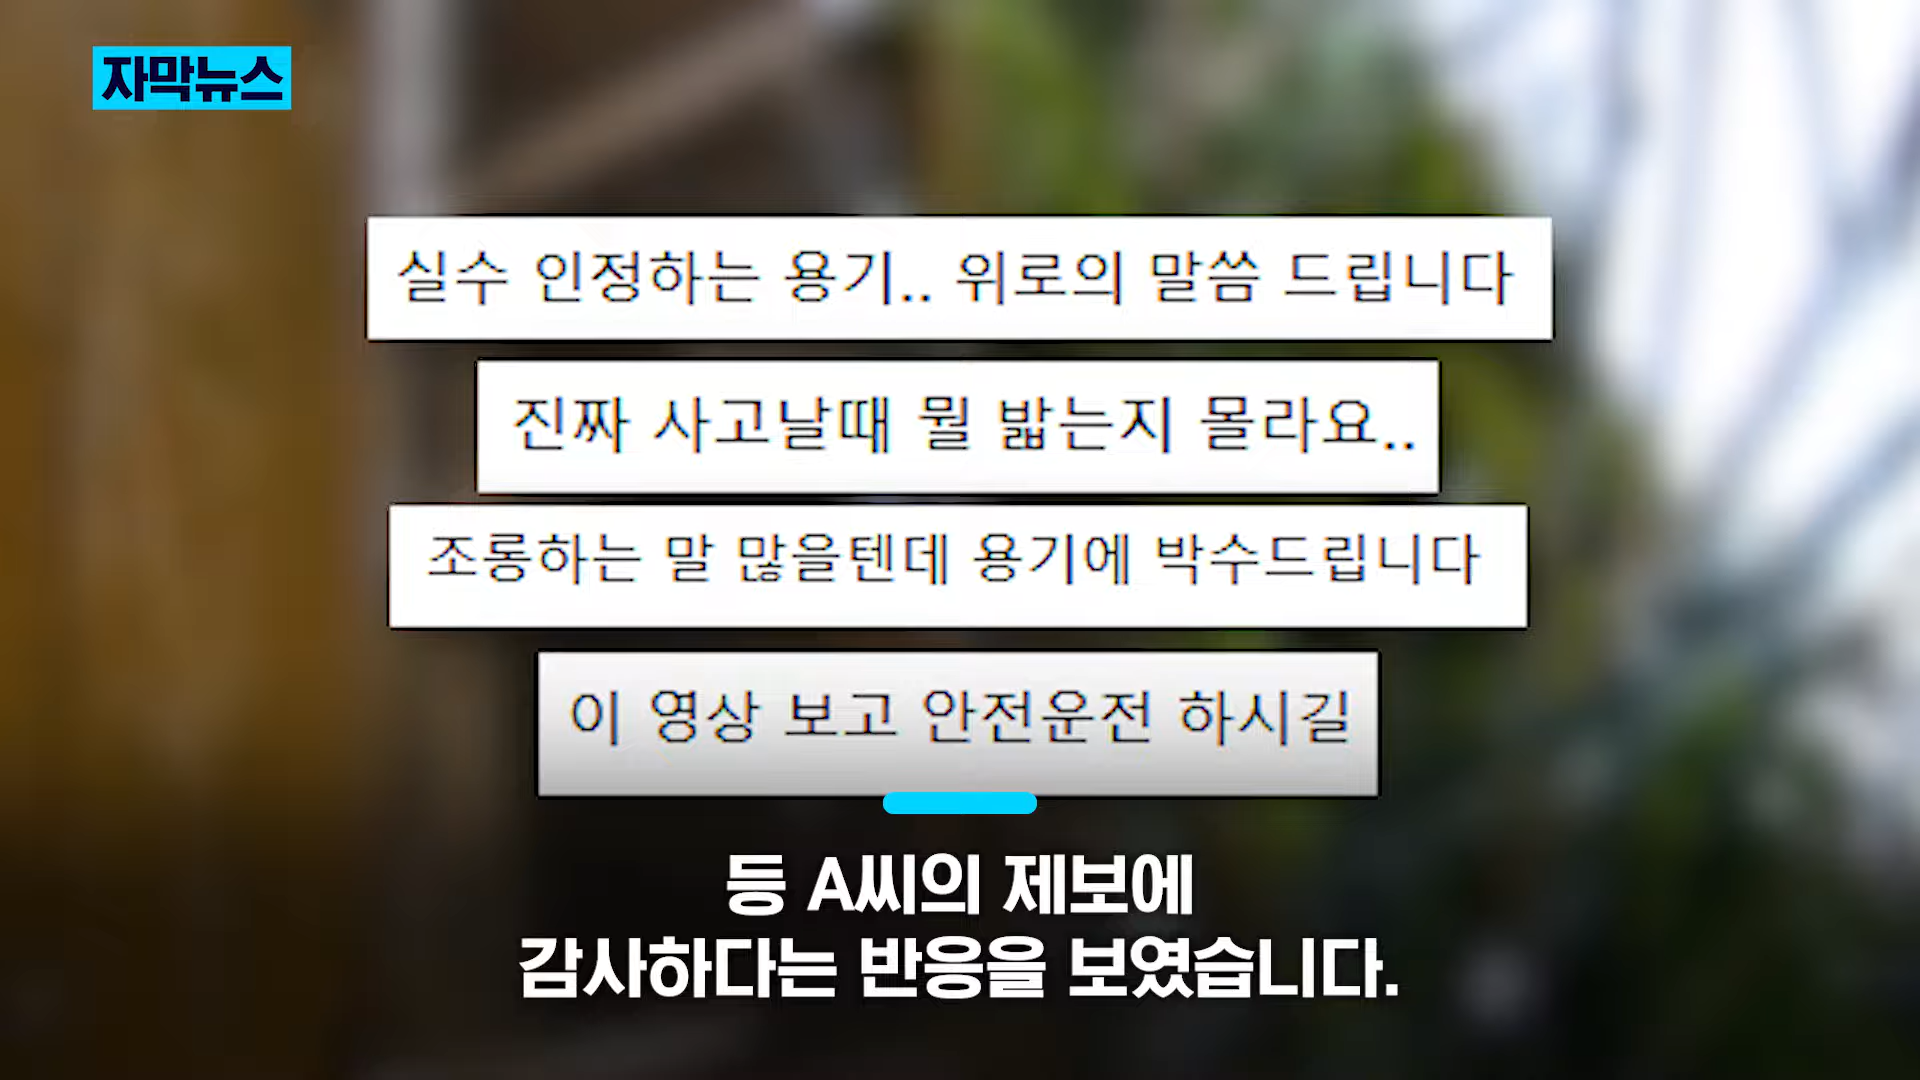 자막뉴스
실수 인정하는 용기.. 위로의 말씀 드립니다
진짜 사고날때 뭘 밟는지 몰라요..
조롱하는 말 많을텐데 용기에 박수드립니다
이 영상 보고 안전운전 하시길
등 A씨의 제보에
감사하다는 반응을 보였습니다.